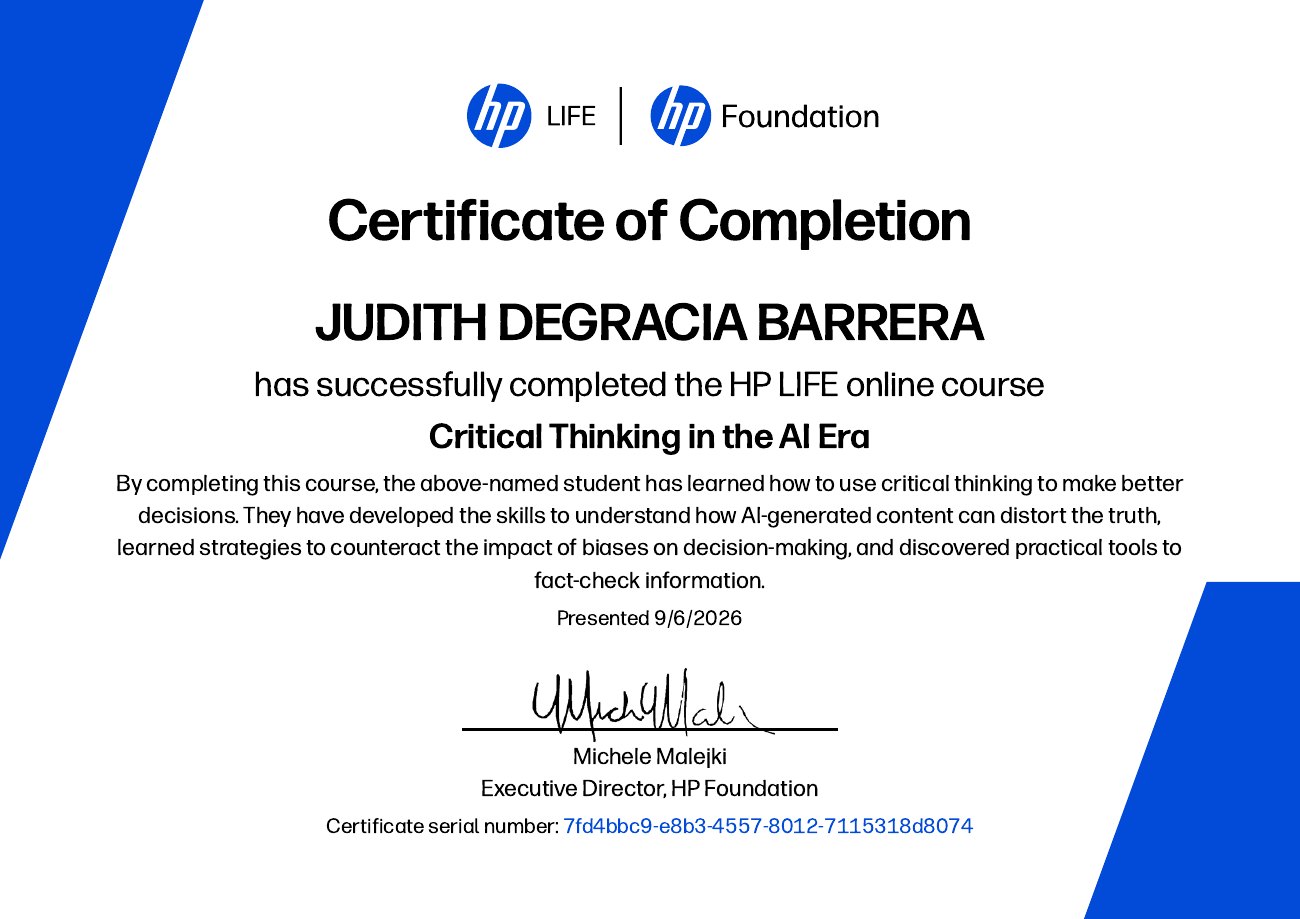 hp LIFE | hp Foundation
Certificate of Completion
JUDITH DEGRACIA BARRERA
has successfully completed the HP LIFE online course
Critical Thinking in the AI Era
By completing this course, the above-named student has learned how to use critical thinking to make better
decisions. They have developed the skills to understand how AI-generated content can distort the truth,
learned strategies to counteract the impact of biases on decision-making, and discovered practical tools to
fact-check information.
Presented 9/6/2026
Michele Malejki
Executive Director, HP Foundation
Certificate serial number: 7fd4bbc9-e8b3-4557-8012-7115318d8074